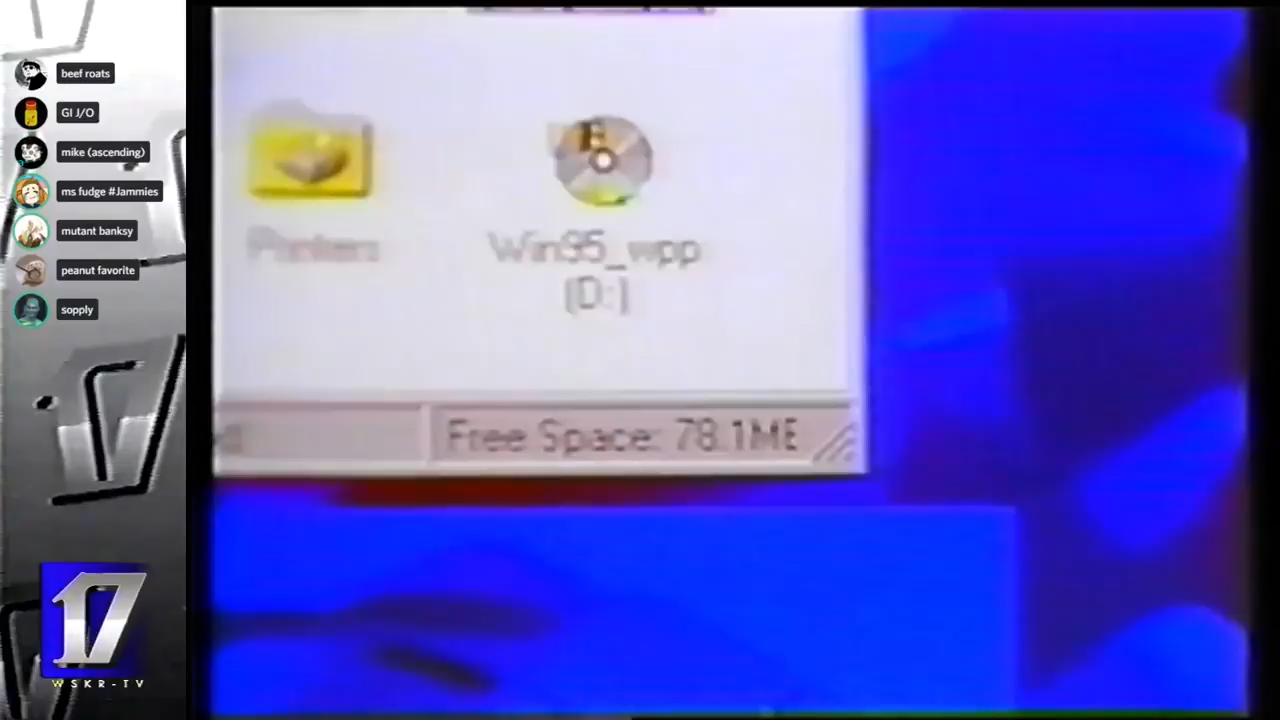 beef roats
GI J/O
mike (ascending)
ms fudge #Jammies
mutant banksy
peanut favorite
sopply
17
WSKR-TV
Printers
Win95_wpp
(D:)
Free Space: 78.1MB